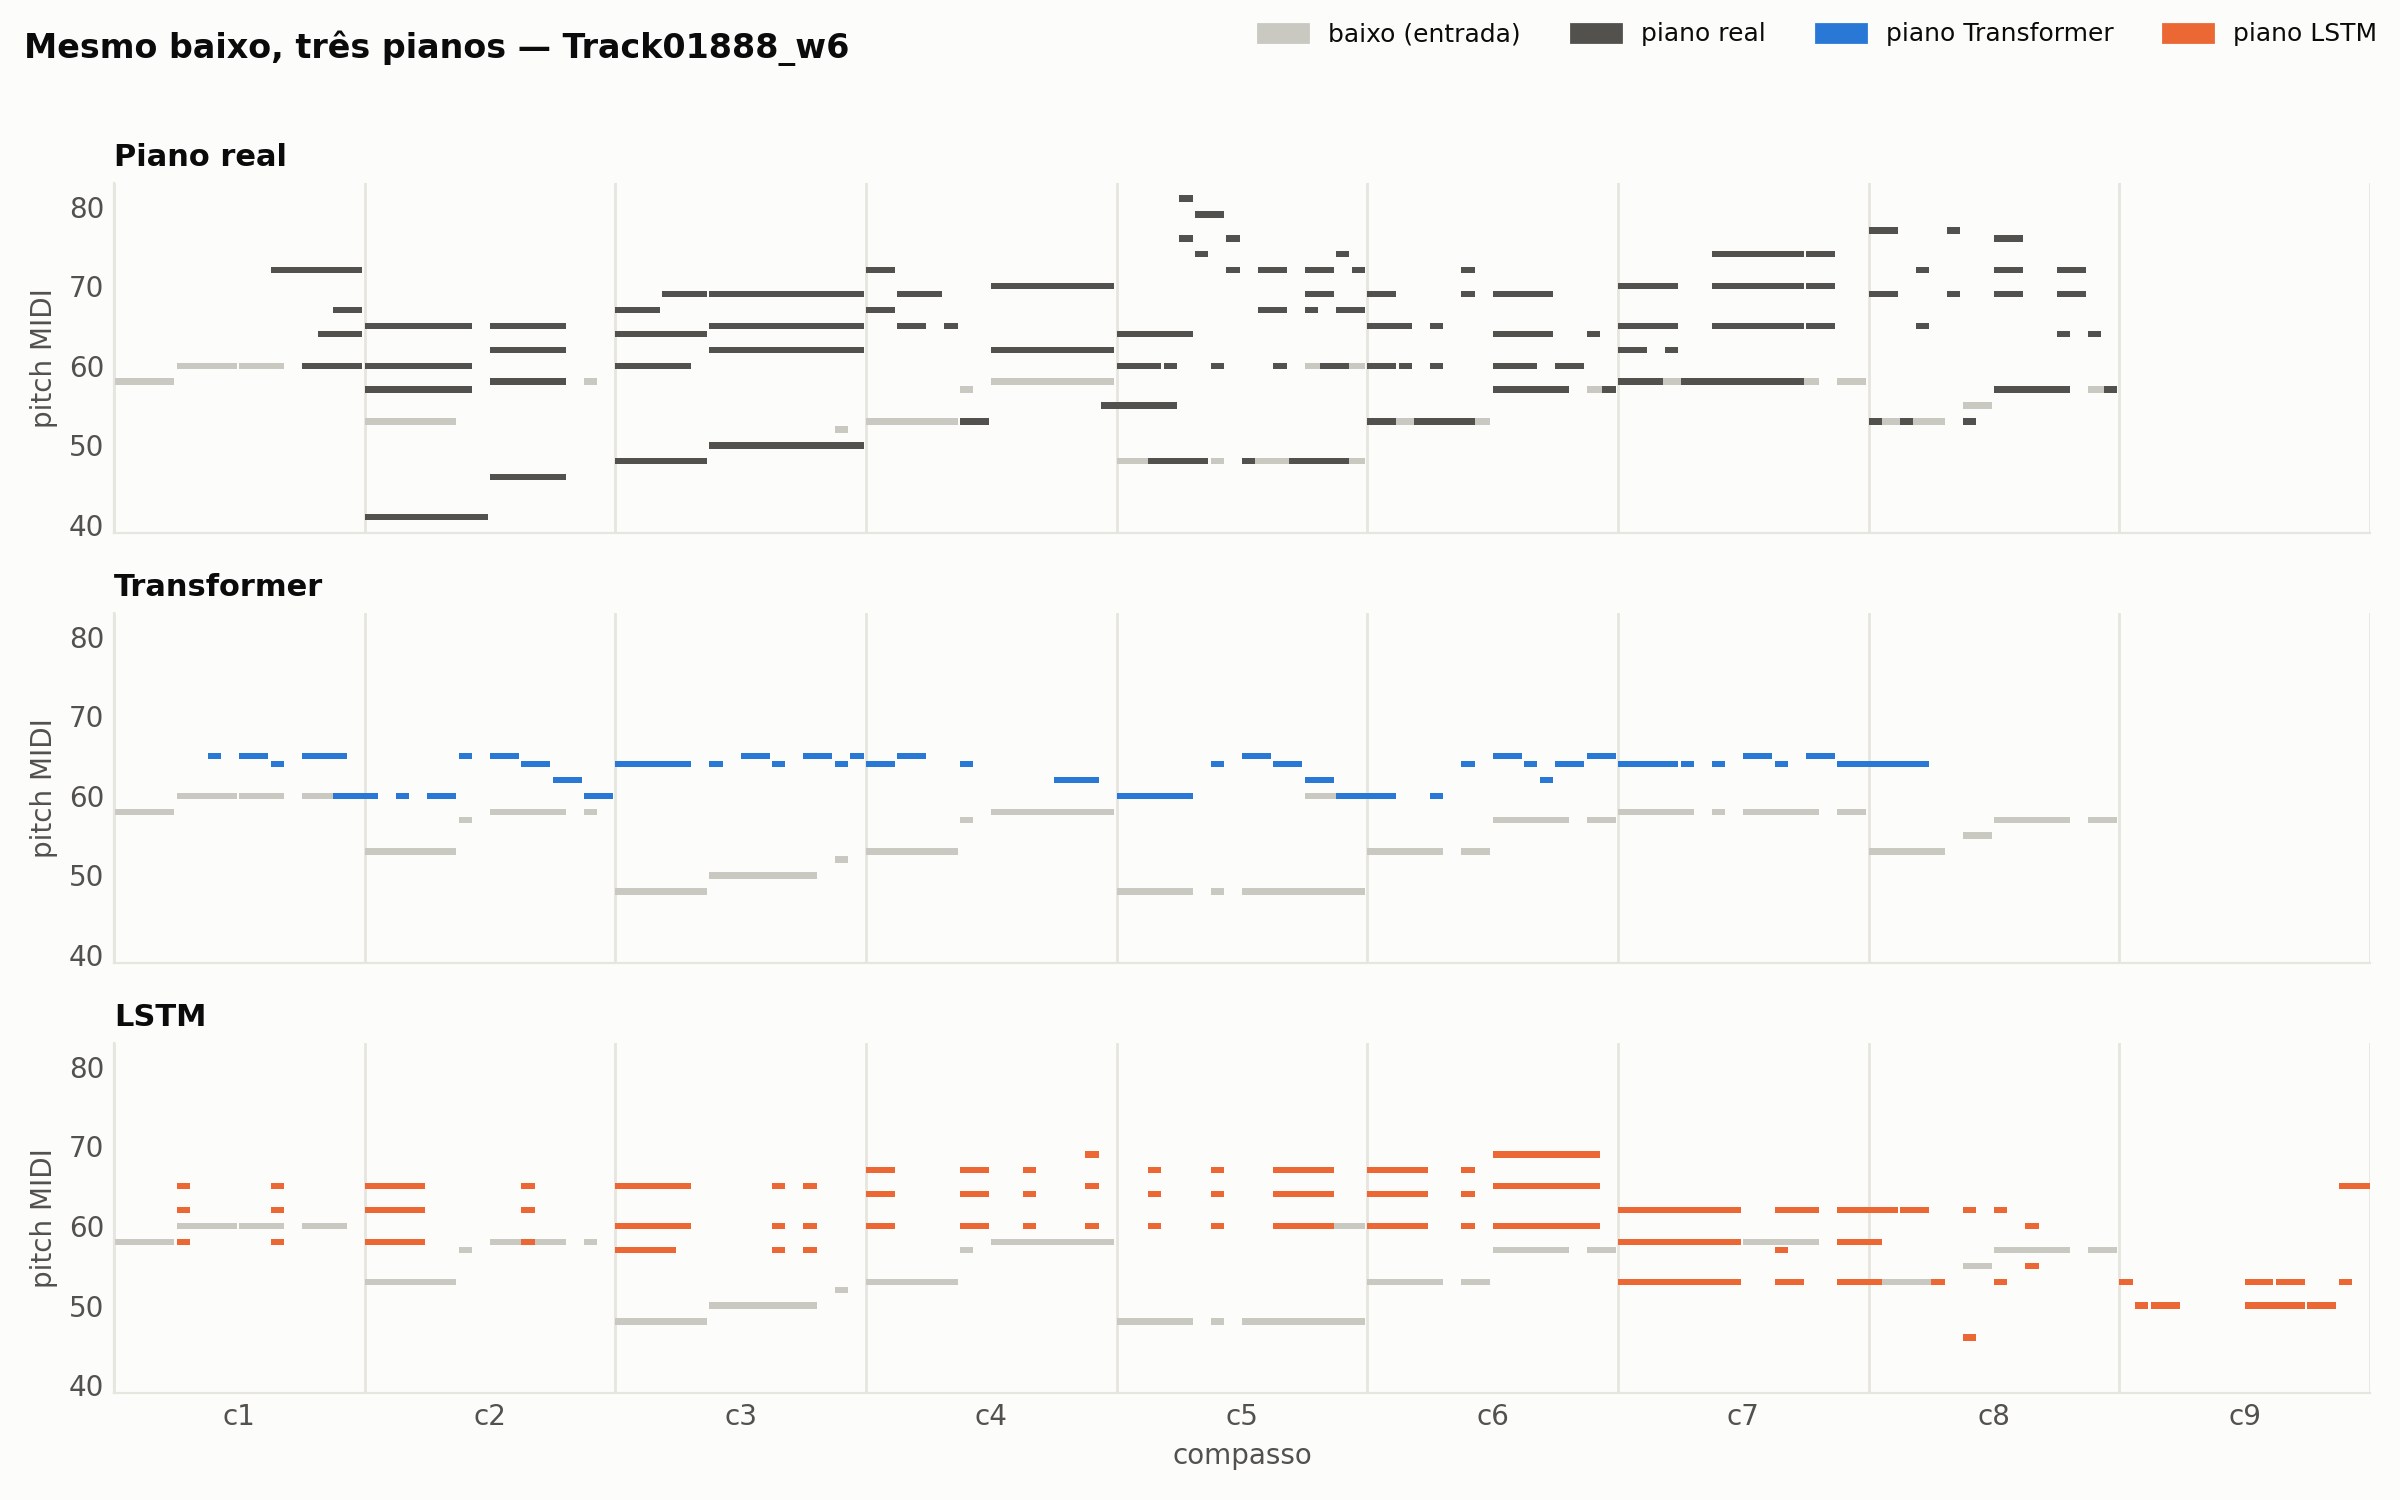 Mesmo baixo, três pianos — Track01888_w6
baixo (entrada) piano real piano Transformer piano LSTM
Piano real
pitch MIDI
80
70
60
50
40
Transformer
pitch MIDI
80
70
60
50
40
LSTM
pitch MIDI
80
70
60
50
40
c1 c2 c3 c4 c5 c6 c7 c8 c9
compasso